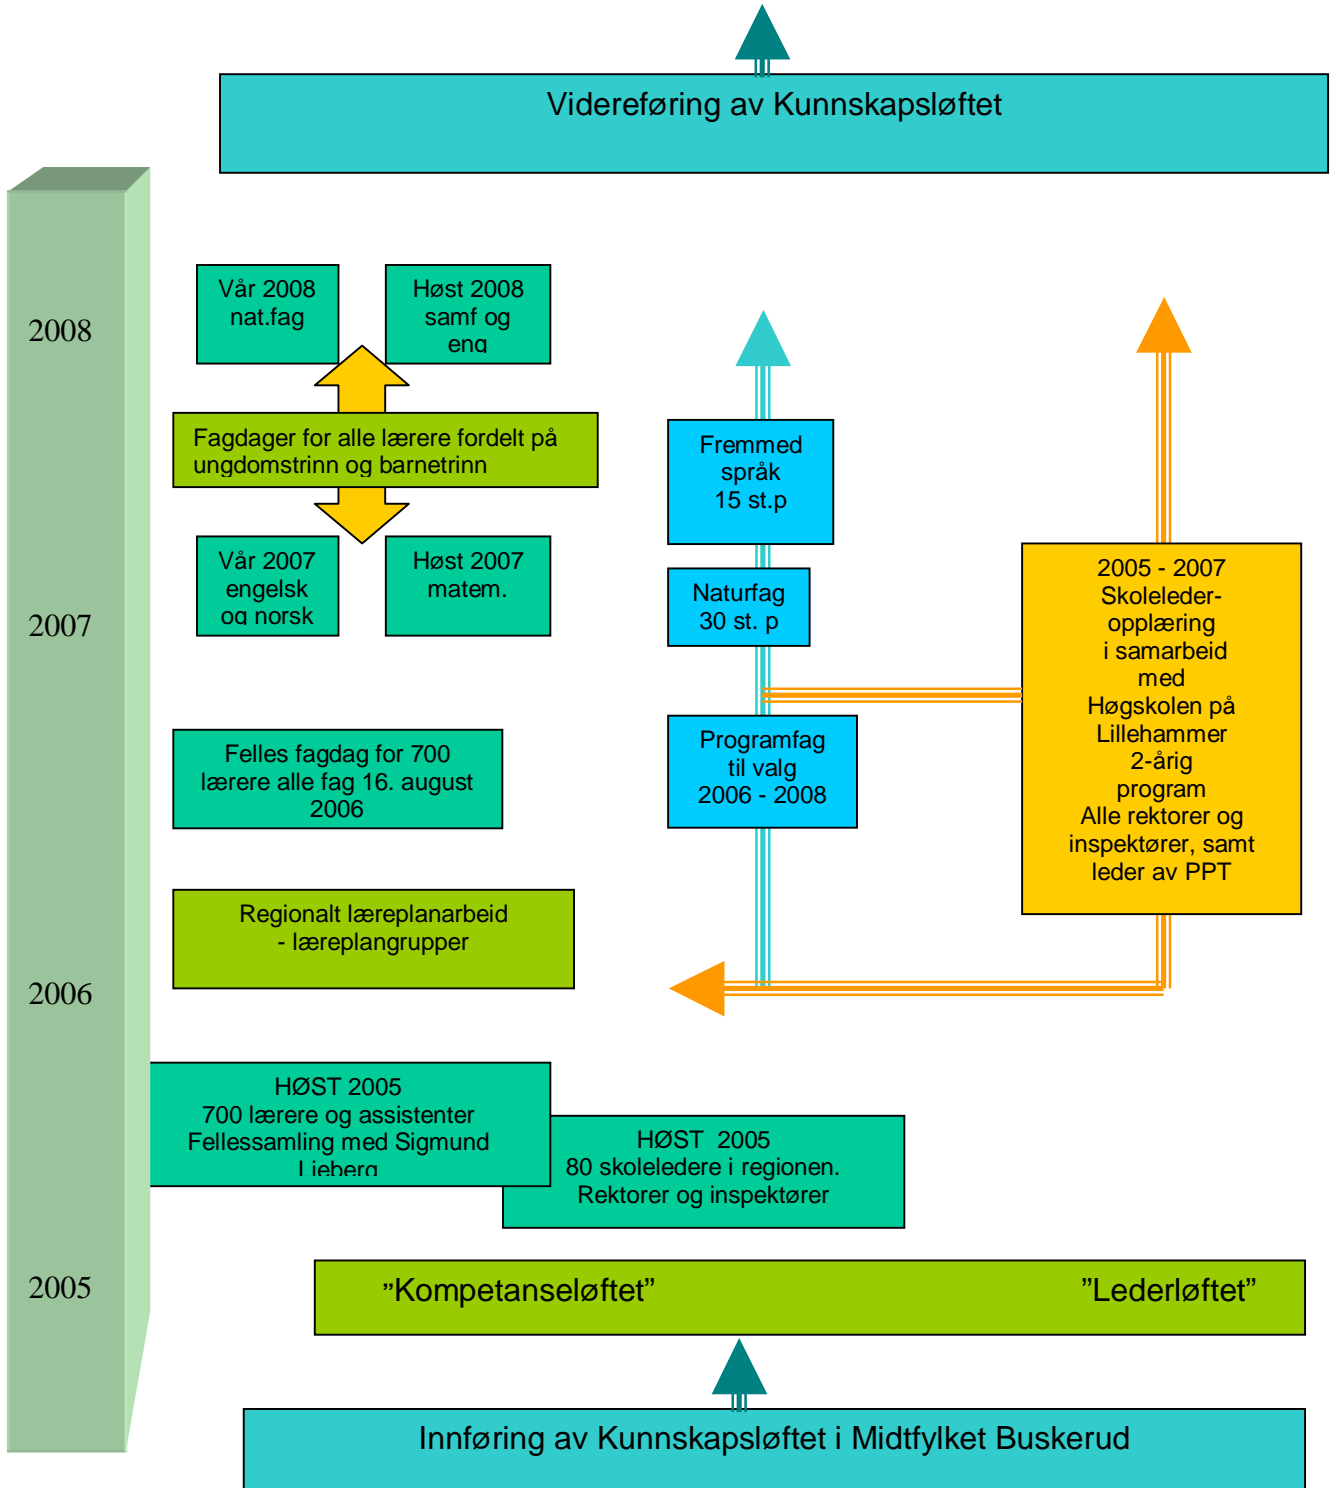 Videreføring av Kunnskapsløftet
2008
Vår 2008
nat.fag
Høst 2008
samf og
eng
Fagdager for alle lærere fordelt på
ungdomstrinn og barnetrinn
Fremmed
språk
15 st.p
2007
Vår 2007
engelsk
og norsk
Høst 2007
matem.
Naturfag
30 st. p
2005 - 2007
Skoleleder-
opplæring
i samarbeid
med
Høgskolen på
Lillehammer
2-årig
program
Alle rektorer og
inspektører, samt
leder av PPT
Felles fagdag for 700
lærere alle fag 16. august
2006
Programfag
til valg
2006 - 2008
Regionalt læreplanarbeid
- læreplangrupper
2006
HØST 2005
700 lærere og assistenter
Fellessamling med Sigmund
Lieberg
HØST  2005
80 skoleledere i regionen.
Rektorer og inspektører
2005
”Kompetanseløftet”
”Lederløftet”
Innføring av Kunnskapsløftet i Midtfylket Buskerud